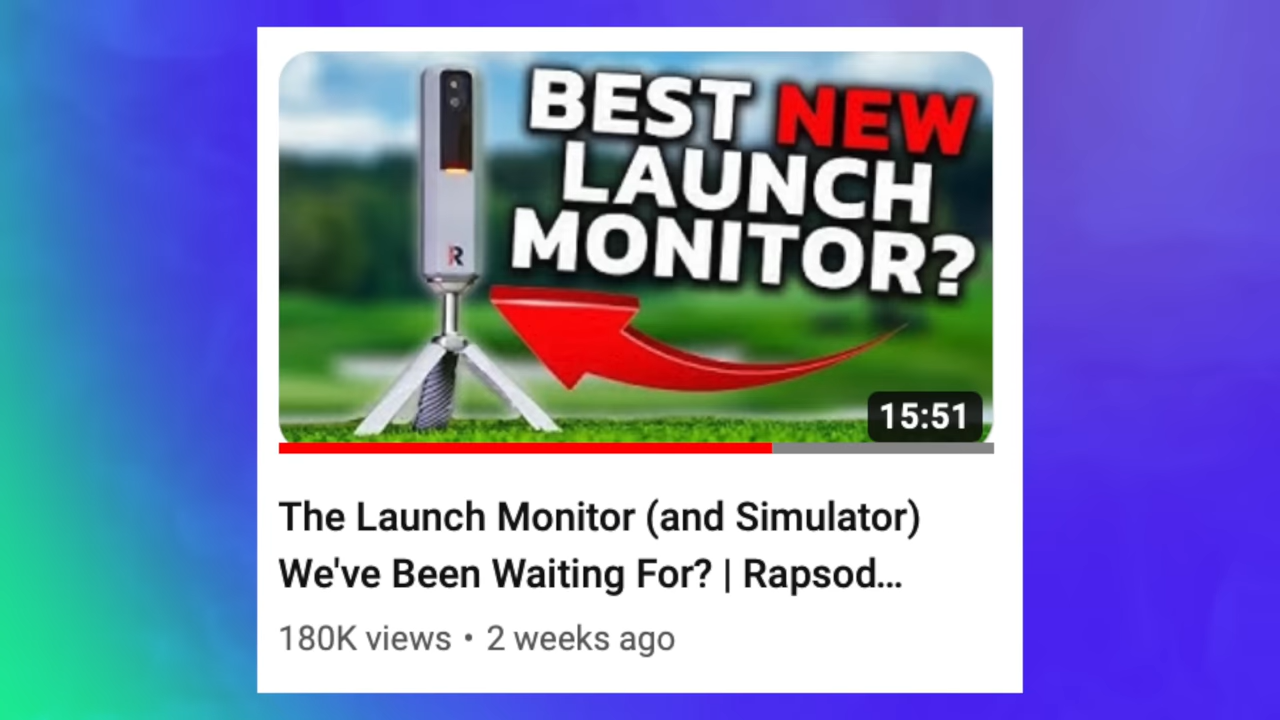 BEST NEW
LAUNCH
MONITOR?
R
15:51
The Launch Monitor (and Simulator)
We've Been Waiting For? | Rapsod...
180K views • 2 weeks ago